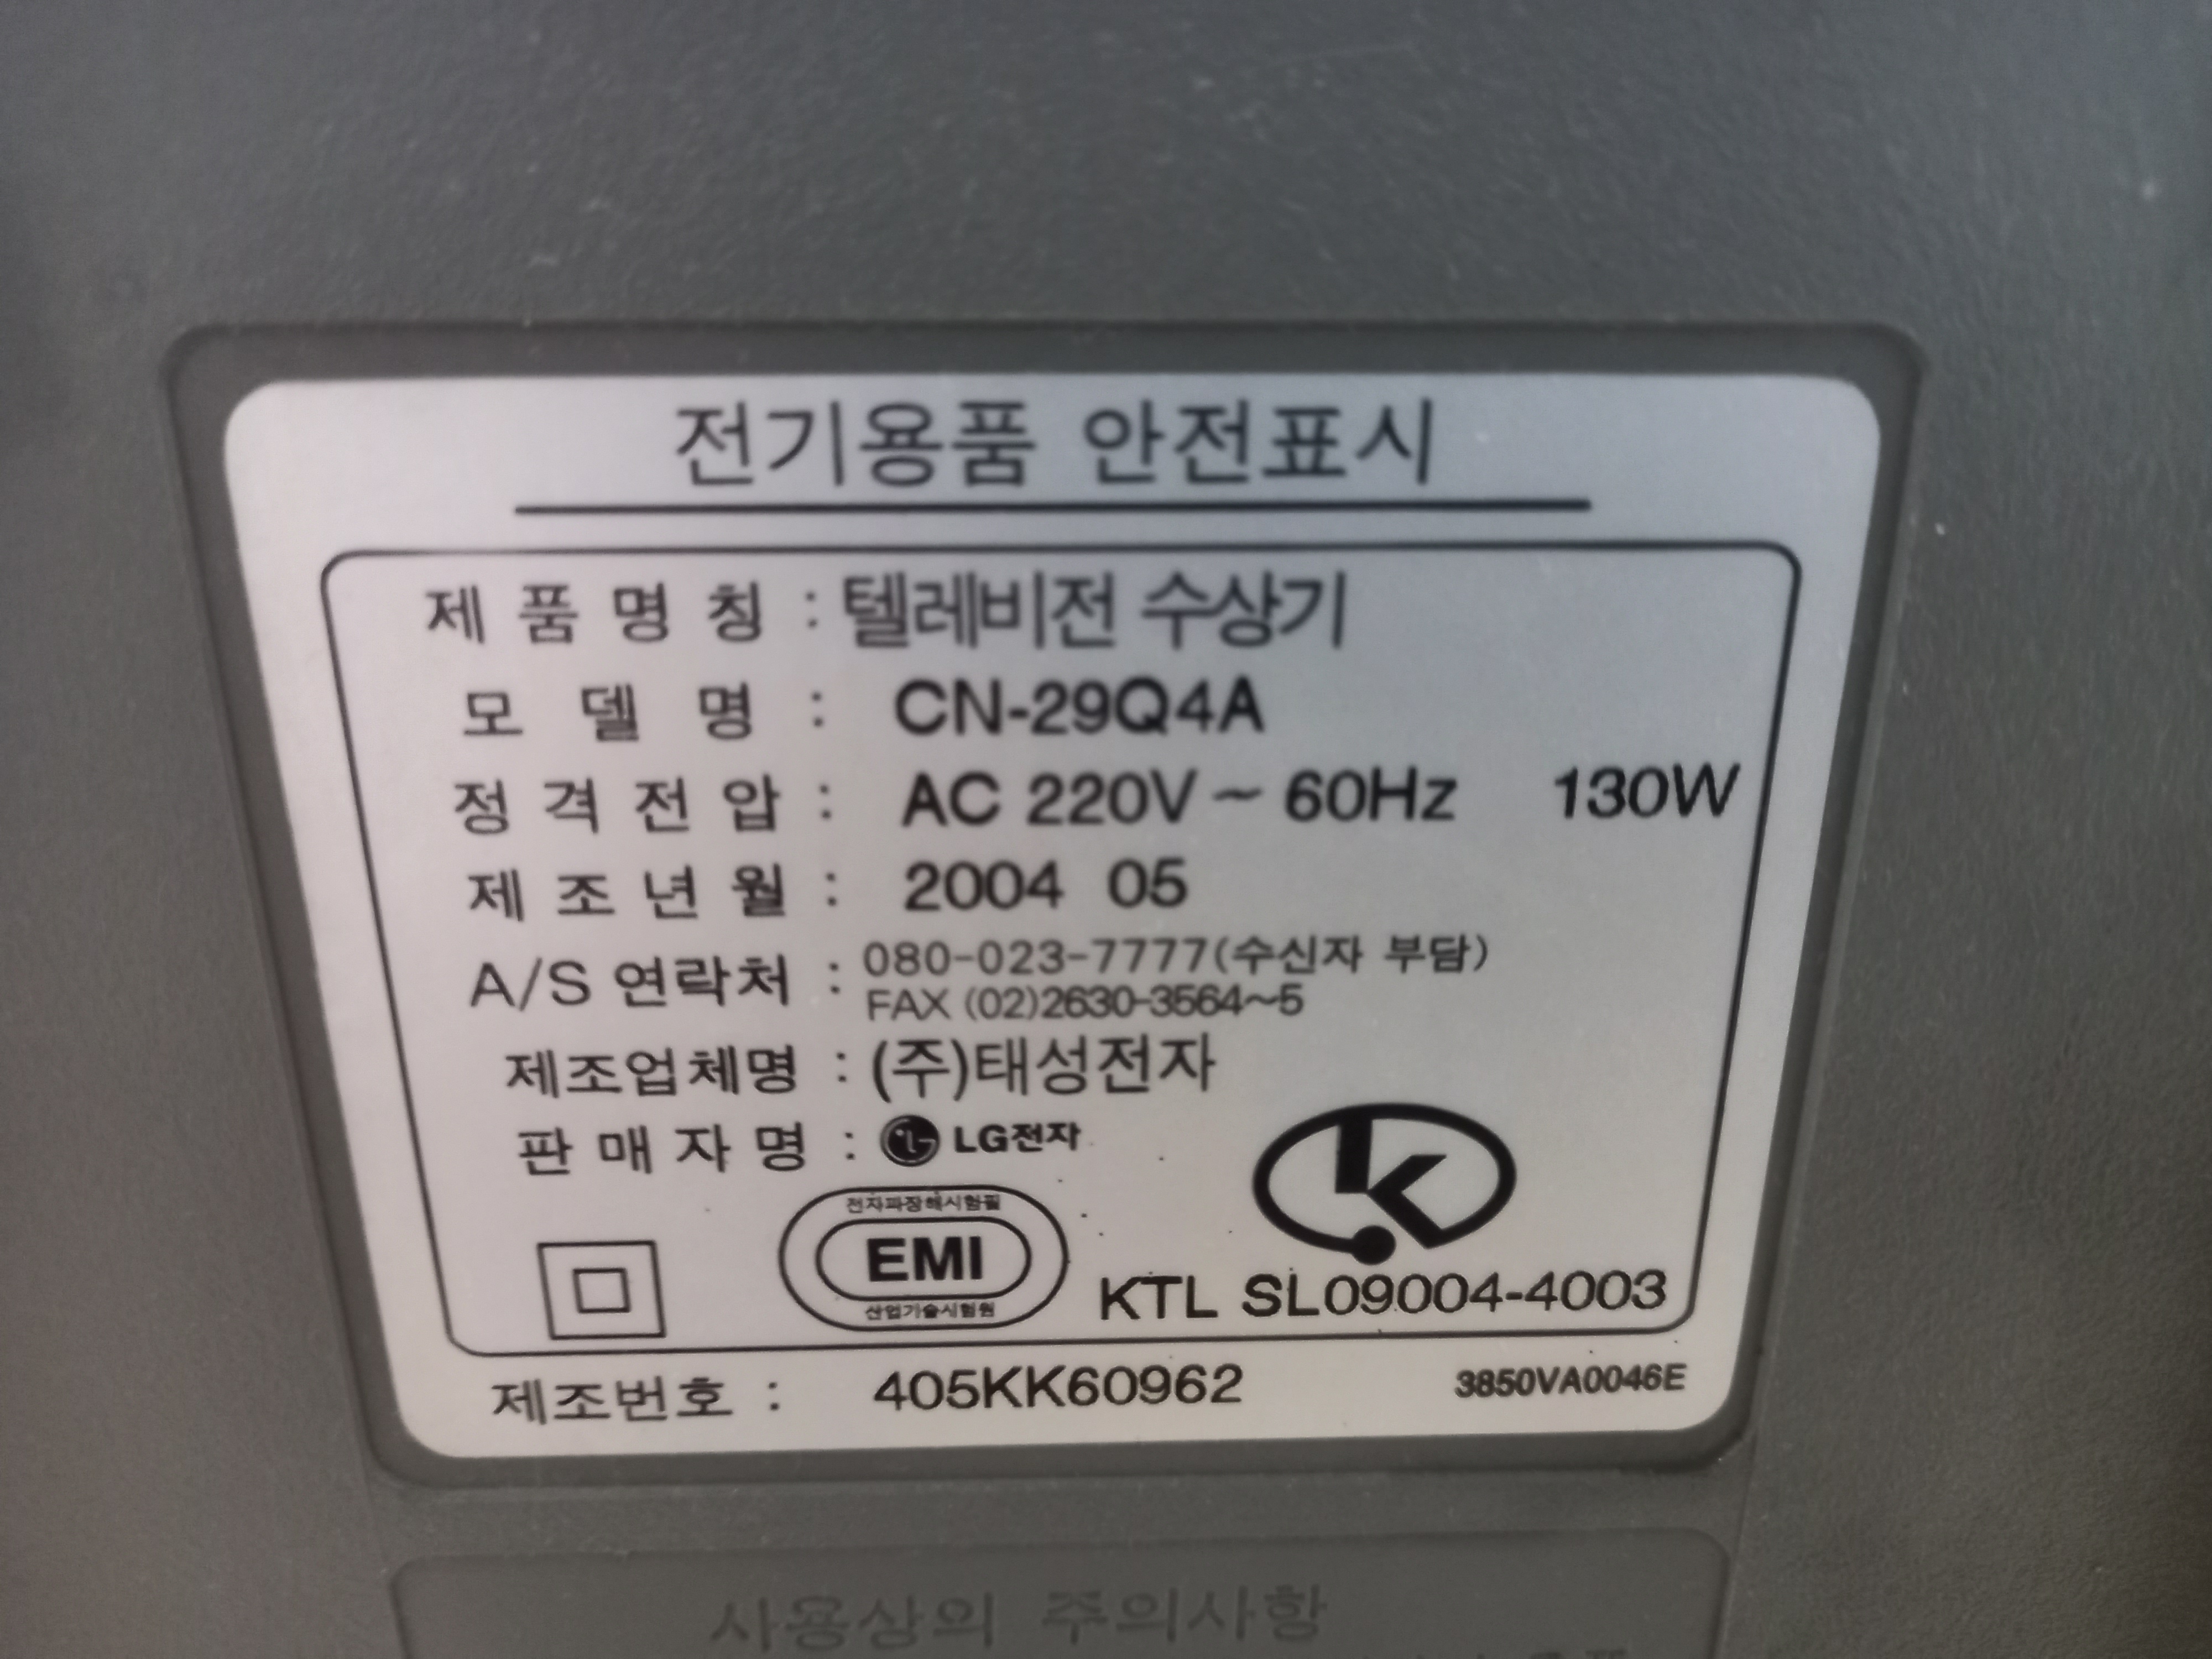 전기용품 안전표시
제품명칭 : 텔레비전 수상기
모델명 : CN-29Q4A
정격전압 : AC 220V ~ 60Hz 130W
제조년월 : 2004 05
A/S 연락처 : 080-023-7777(수신자 부담)
FAX (02)2630-3564~5
제조업체명 : (주)태성전자
판매자명 : LG전자
전자파장해시험필
EMI
산업기술시험원
KTL SL09004-4003
제조번호 : 405KK60962 3850VA0046E
사용상의 주의사항